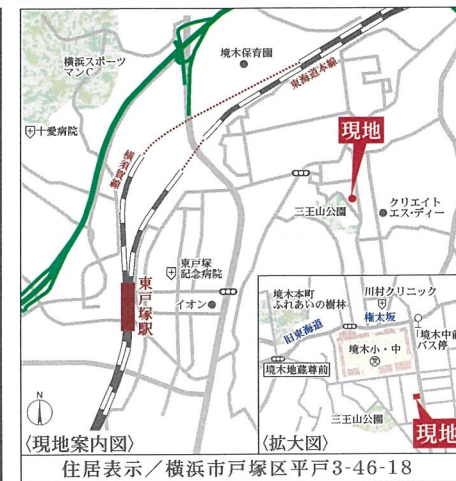 横浜スポーツ
マンC
境木保育園
東海道本線
十愛病院
横須賀線
現地
三王山公園
クリエイト
エス・ディー
東戸塚
記念病院
イオン
東戸塚駅
N
〈現地案内図〉
境木本町
ふれあいの樹林
川村クリニック
権太坂
旧東海道
「境木中前」
バス停
境木小・中
文
境木地蔵尊前
三王山公園
現地
〈拡大図〉
住居表示／横浜市戸塚区平戸3-46-18